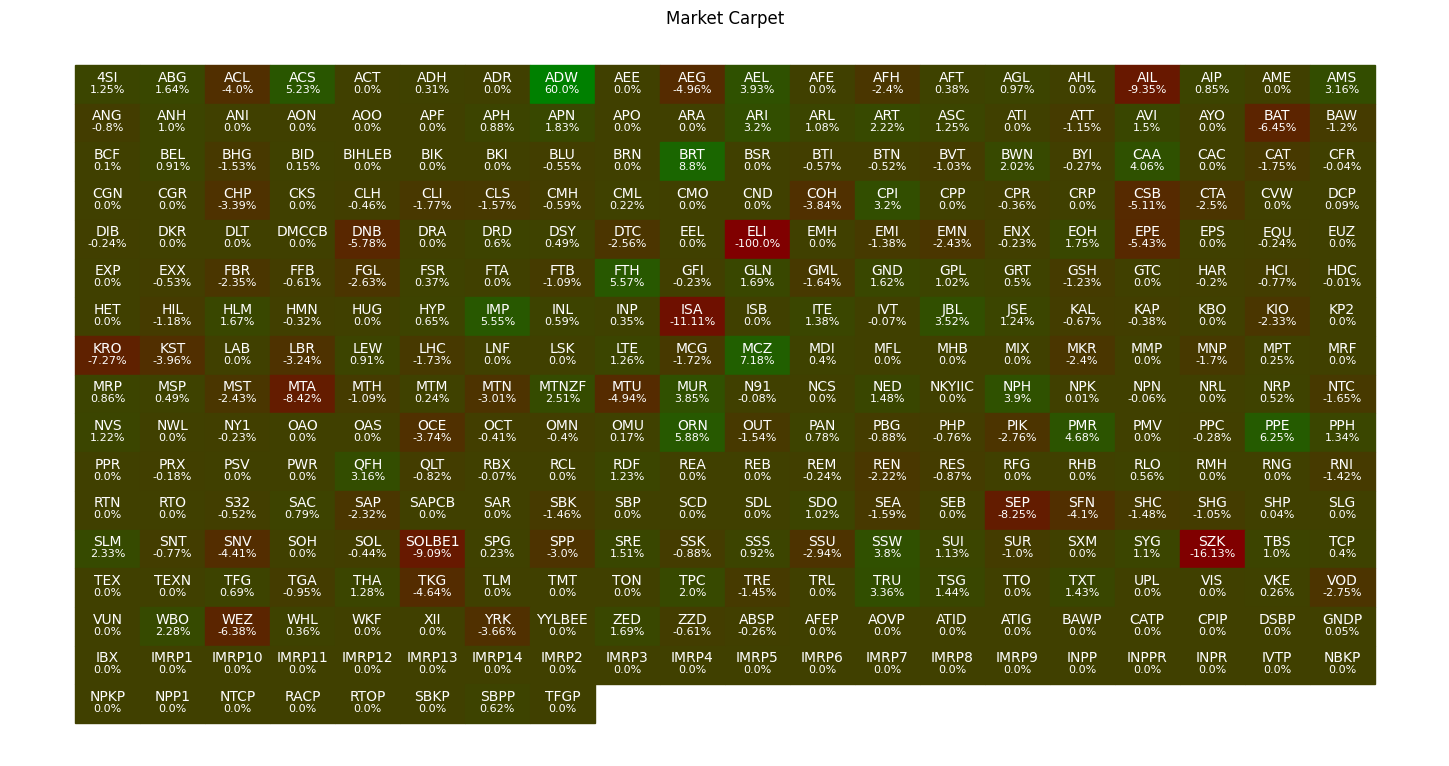 Market Carpet
4SI ABG ACL ACS ACT ADH ADR ADW AEE AEG AEL AFE AFH AFT AGL AHL AIL AIP AME AMS
1.25% 1.64% -4.0% 5.23% 0.0% 0.31% 0.0% 60.0% 0.0% -4.96% 3.93% 0.0% -2.4% 0.38% 0.97% 0.0% -9.35% 0.85% 0.0% 3.16%
ANG ANH ANI AON AOO APF APH APN APO ARA ARI ARL ART ASC ATI ATT AVI AYO BAT BAW
-0.8% 1.0% 0.0% 0.0% 0.0% 0.0% 0.88% 1.83% 0.0% 0.0% 3.2% 1.08% 2.22% 1.25% 0.0% -1.15% 1.5% 0.0% -6.45% -1.2%
BCF BEL BHG BID BIHLEB BIK BKI BLU BRN BRT BSR BTI BTN BVT BWN BYI CAA CAC CAT CFR
0.1% 0.91% -1.53% 0.15% 0.0% 0.0% 0.0% -0.55% 0.0% 8.8% 0.0% -0.57% -0.52% -1.03% 2.02% -0.27% 4.06% 0.0% -1.75% -0.04%
CGN CGR CHP CKS CLH CLI CLS CMH CML CMO CND COH CPI CPP CPR CRP CSB CTA CVW DCP
0.0% 0.0% -3.39% 0.0% -0.46% -1.77% -1.57% -0.59% 0.22% 0.0% 0.0% -3.84% 3.2% 0.0% -0.36% 0.0% -5.11% -2.5% 0.0% 0.09%
DIB DKR DLT DMCCB DNB DRA DRD DSY DTC EEL ELI EMH EMI EMN ENX EOH EPE EPS EQU EUZ
-0.24% 0.0% 0.0% 0.0% -5.78% 0.0% 0.6% 0.49% -2.56% 0.0% -100.0% 0.0% -1.38% -2.43% -0.23% 1.75% -5.43% 0.0% -0.24% 0.0%
EXP EXX FBR FFB FGL FSR FTA FTB FTH GFI GLN GML GND GPL GRT GSH GTC HAR HCI HDC
0.0% -0.53% -2.35% -0.61% -2.63% 0.37% 0.0% -1.09% 5.57% -0.23% 1.69% -1.64% 1.62% 1.02% 0.5% -1.23% 0.0% -0.2% -0.77% -0.01%
HET HIL HLM HMN HUG HYP IMP INL INP ISA ISB ITE IVT JBL JSE KAL KAP KBO KIO KP2
0.0% -1.18% 1.67% -0.32% 0.0% 0.65% 5.55% 0.59% 0.35% -11.11% 0.0% 1.38% -0.07% 3.52% 1.24% -0.67% -0.38% 0.0% -2.33% 0.0%
KRO KST LAB LBR LEW LHC LNF LSK LTE MCG MCZ MDI MFL MHB MIX MKR MMP MNP MPT MRF
-7.27% -3.96% 0.0% -3.24% 0.91% -1.73% 0.0% 0.0% 1.26% -1.72% 7.18% 0.4% 0.0% 0.0% 0.0% -2.4% 0.0% -1.7% 0.25% 0.0%
MRP MSP MST MTA MTH MTM MTN MTNZF MTU MUR N91 NCS NED NKYIIC NPH NPK NPN NRL NRP NTC
0.86% 0.49% -2.43% -8.42% -1.09% 0.24% -3.01% 2.51% -4.94% 3.85% -0.08% 0.0% 1.48% 0.0% 3.9% 0.01% -0.06% 0.0% 0.52% -1.65%
NVS NWL NY1 OAO OAS OCE OCT OMN OMU ORN OUT PAN PBG PHP PIK PMR PMV PPC PPE PPH
1.22% 0.0% -0.23% 0.0% 0.0% -3.74% -0.41% -0.4% 0.17% 5.88% -1.54% 0.78% -0.88% -0.76% -2.76% 4.68% 0.0% -0.28% 6.25% 1.34%
PPR PRX PSV PWR QFH QLT RBX RCL RDF REA REB REM REN RES RFG RHB RLO RMH RNG RNI
0.0% -0.18% 0.0% 0.0% 3.16% -0.82% -0.07% 0.0% 1.23% 0.0% 0.0% -0.24% -2.22% -0.87% 0.0% 0.0% 0.56% 0.0% 0.0% -1.42%
RTN RTO S32 SAC SAP SAPCB SAR SBK SBP SCD SDL SDO SEA SEB SEP SFN SHC SHG SHP SLG
0.0% 0.0% -0.52% 0.79% -2.32% 0.0% 0.0% -1.46% 0.0% 0.0% 0.0% 1.02% -1.59% 0.0% -8.25% -4.1% -1.48% -1.05% 0.04% 0.0%
SLM SNT SNV SOH SOL SOLBE1 SPG SPP SRE SSK SSS SSU SSW SUI SUR SXM SYG SZK TBS TCP
2.33% -0.77% -4.41% 0.0% -0.44% -9.09% 0.23% -3.0% 1.51% -0.88% 0.92% -2.94% 3.8% 1.13% -1.0% 0.0% 1.1% -16.13% 1.0% 0.4%
TEX TEXN TFG TGA THA TKG TLM TMT TON TPC TRE TRL TRU TSG TTO TXT UPL VIS VKE VOD
0.0% 0.0% 0.69% -0.95% 1.28% -4.64% 0.0% 0.0% 0.0% 2.0% -1.45% 0.0% 3.36% 1.44% 0.0% 1.43% 0.0% 0.0% 0.26% -2.75%
VUN WBO WEZ WHL WKF XII YRK YYLBEE ZED ZZD ABSP AFEP AOVP ATID ATIG BAWP CATP CPIP DSBP GNDP
0.0% 2.28% -6.38% 0.36% 0.0% 0.0% -3.66% 0.0% 1.69% -0.61% -0.26% 0.0% 0.0% 0.0% 0.0% 0.0% 0.0% 0.0% 0.0% 0.05%
IBX IMRP1 IMRP10 IMRP11 IMRP12 IMRP13 IMRP14 IMRP2 IMRP3 IMRP4 IMRP5 IMRP6 IMRP7 IMRP8 IMRP9 INPP INPPR INPR IVTP NBKP
0.0% 0.0% 0.0% 0.0% 0.0% 0.0% 0.0% 0.0% 0.0% 0.0% 0.0% 0.0% 0.0% 0.0% 0.0% 0.0% 0.0% 0.0% 0.0% 0.0%
NPKP NPP1 NTCP RACP RTOP SBKP SBPP TFGP
0.0% 0.0% 0.0% 0.0% 0.0% 0.0% 0.62% 0.0%